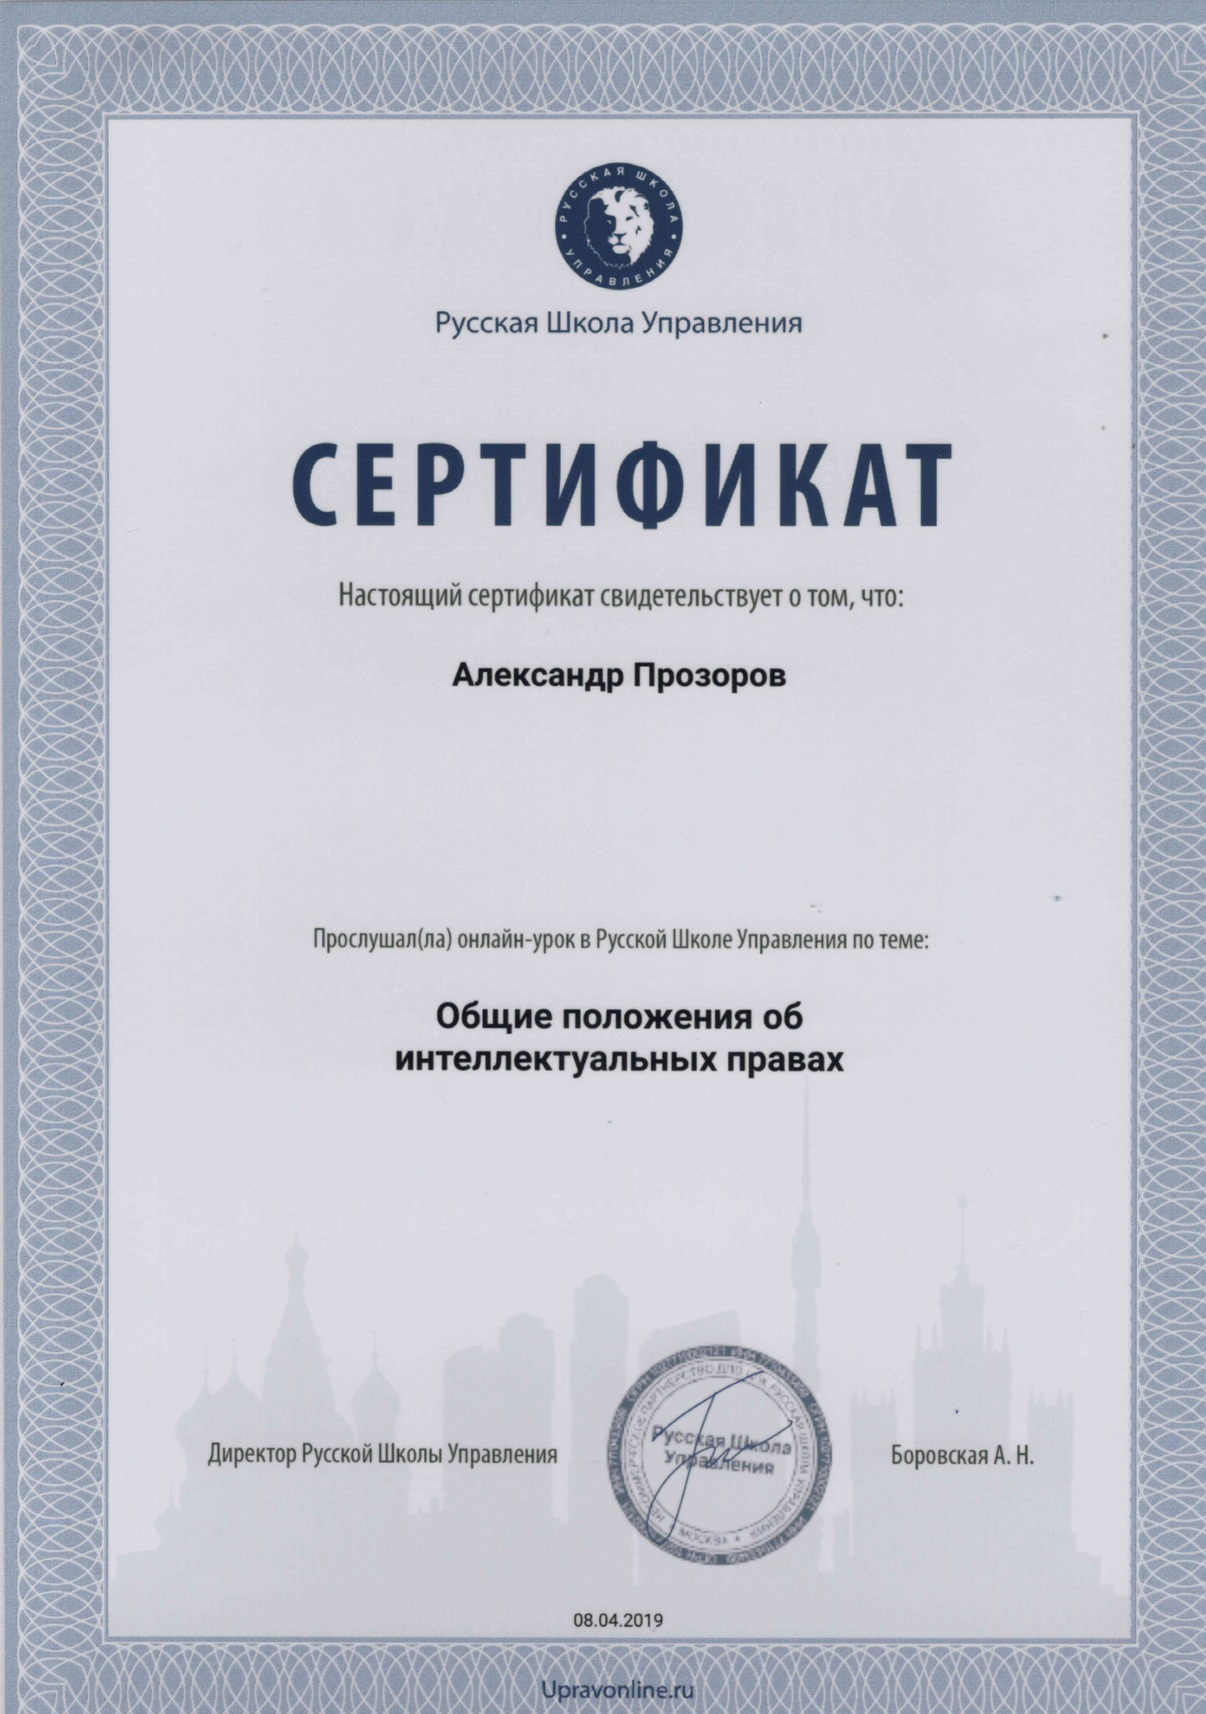 РУССКАЯ ШКОЛА
УПРАВЛЕНИЯ
Русская Школа Управления
СЕРТИФИКАТ
Настоящий сертификат свидетельствует о том, что:
Александр Прозоров
Прослушал(ла) онлайн-урок в Русской Школе Управления по теме:
Общие положения об
интеллектуальных правах
Директор Русской Школы Управления
Русская Школа
Управления
МОСКВА
Боровская А. Н.
08.04.2019
Upravonline.ru